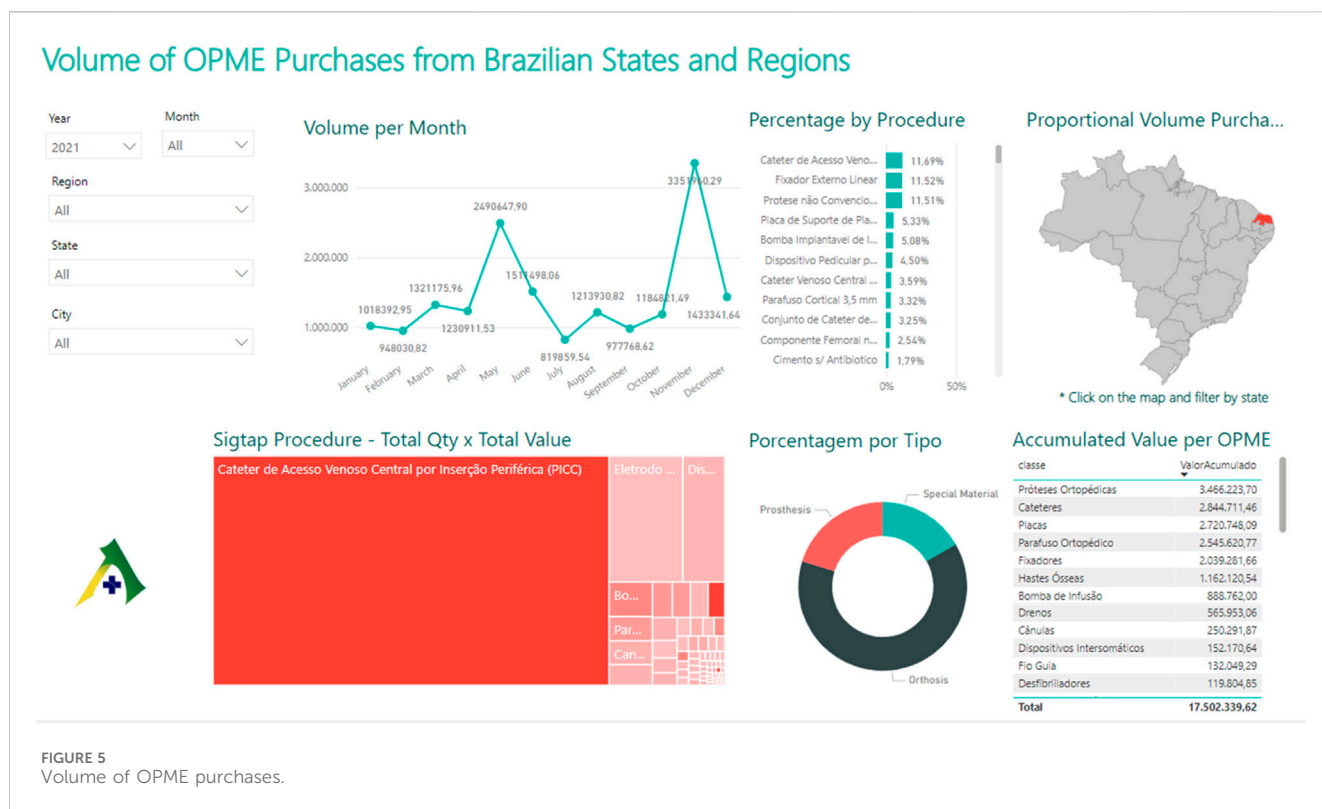 Volume of OPME Purchases from Brazilian States and Regions
Year
2021
Month
All
Region
All
State
All
City
All
Volume per Month
3.000.000
2.000.000
1.000.000
1018392,95
948030,82
1321175,96
1230911,53
2490647,90
1511498,06
819859,54
1213930,82
977768,62
1184821,49
3351960,29
1433341,64
January
February
March
April
May
June
July
August
September
October
November
December
Percentage by Procedure
Cateter de Acesso Veno... 11,69%
Fixador Externo Linear 11,52%
Protese não Convencio... 11,51%
Placa de Suporte de Pla... 5,33%
Bomba Implantavel de I... 5,08%
Dispositivo Pedicular p... 4,50%
Cateter Venoso Central ... 3,59%
Parafuso Cortical 3,5 mm 3,32%
Conjunto de Cateter de... 3,25%
Componente Femoral n... 2,54%
Cimento s/ Antibiotico 1,79%
0% 50%
Proportional Volume Purcha...
* Click on the map and filter by state
Sigtap Procedure - Total Qty x Total Value
Cateter de Acesso Venoso Central por Inserção Periférica (PICC)
Eletrodo ...
Dis...
Bo...
Par...
Can...
Porcentagem por Tipo
Special Material
Prosthesis
Orthosis
Accumulated Value per OPME
classe ValorAcumulado
Próteses Ortopédicas 3.466.223,70
Cateteres 2.844.711,46
Placas 2.720.748,09
Parafuso Ortopédico 2.545.620,77
Fixadores 2.039.281,66
Hastes Ósseas 1.162.120,54
Bomba de Infusão 888.762,00
Drenos 565.953,06
Cânulas 250.291,87
Dispositivos Intersomáticos 152.170,64
Fio Guia 132.049,29
Desfibriladores 119.804,85
Total 17.502.339,62
FIGURE 5
Volume of OPME purchases.